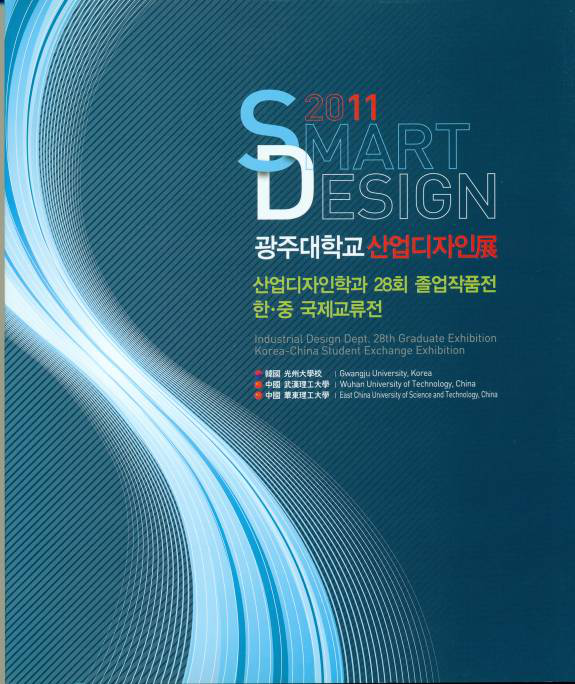 2011
SMART
DESIGN
광주대학교 산업디자인展
산업디자인학과 28회 졸업작품전
한·중 국제교류전
Industrial Design Dept. 28th Graduate Exhibition
Korea-China Student Exchange Exhibition
韓國 光州大學校 | Gwangju University, Korea
中國 武漢理工大學 | Wuhan University of Technology, China
中國 華東理工大學 | East China University of Science and Technology, China